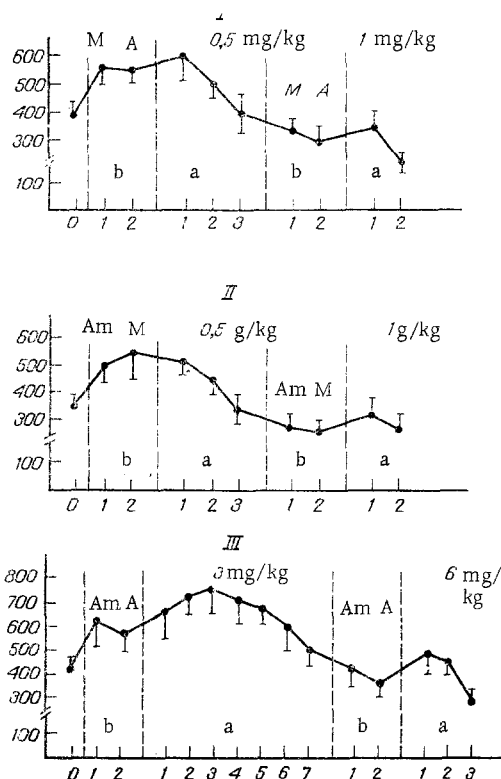 I
M A 0,5 mg/kg 1 mg/kg
600
500
400 M A
300
b a b a
100
0 1 2 1 2 3 1 2 1 2
II
Am M 0,5 g/kg 1 g/kg
600
500
400 Am M
300
b a b a
100
0 1 2 1 2 3 1 2 1 2
III
3 mg/kg 6 mg/
800 kg
700 Am A Am A
600
500
400
300
b a b a
100
0 1 2 1 2 3 4 5 6 7 1 2 1 2 3